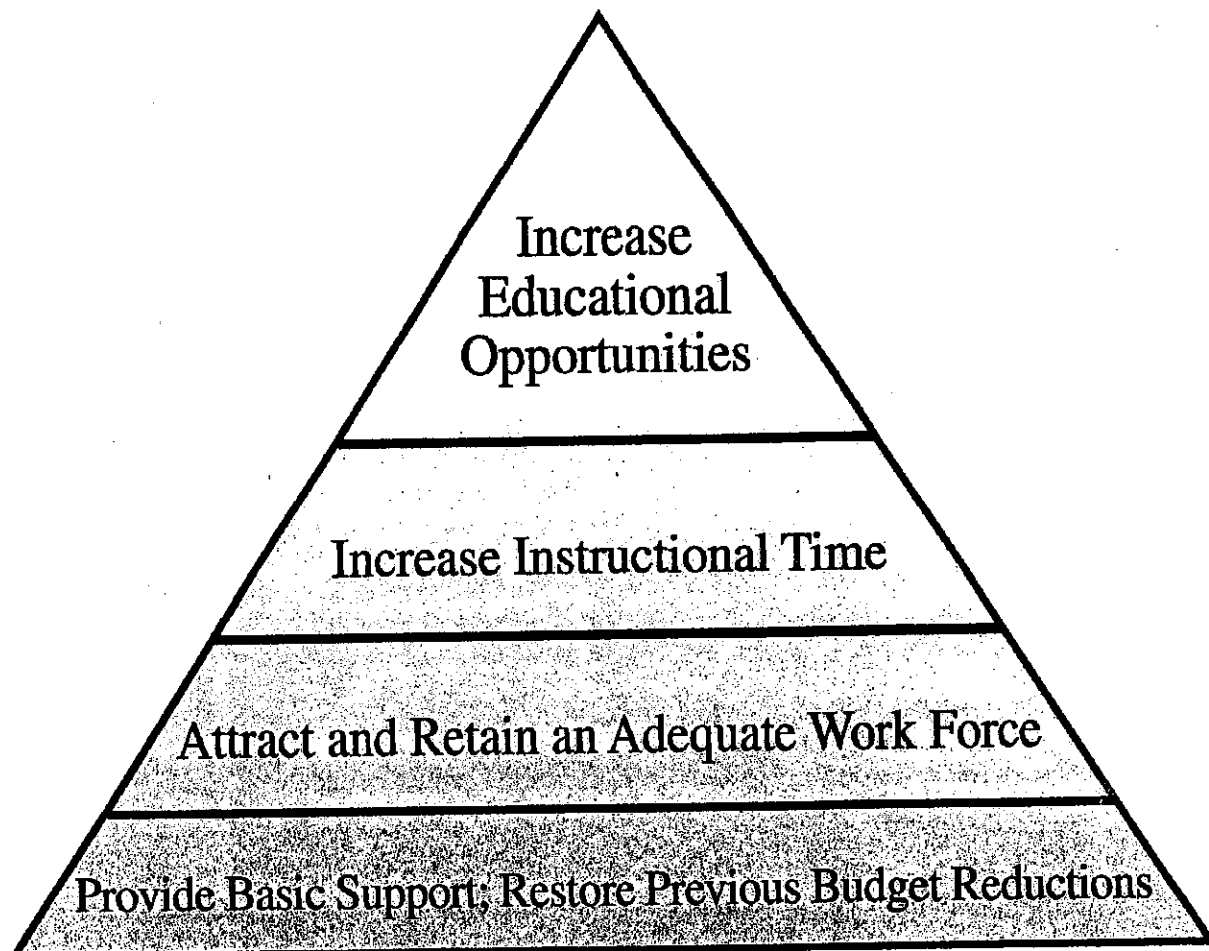 Increase
Educational
Opportunities
Increase Instructional Time
Attract and Retain an Adequate Work Force
Provide Basic Support; Restore Previous Budget Reductions